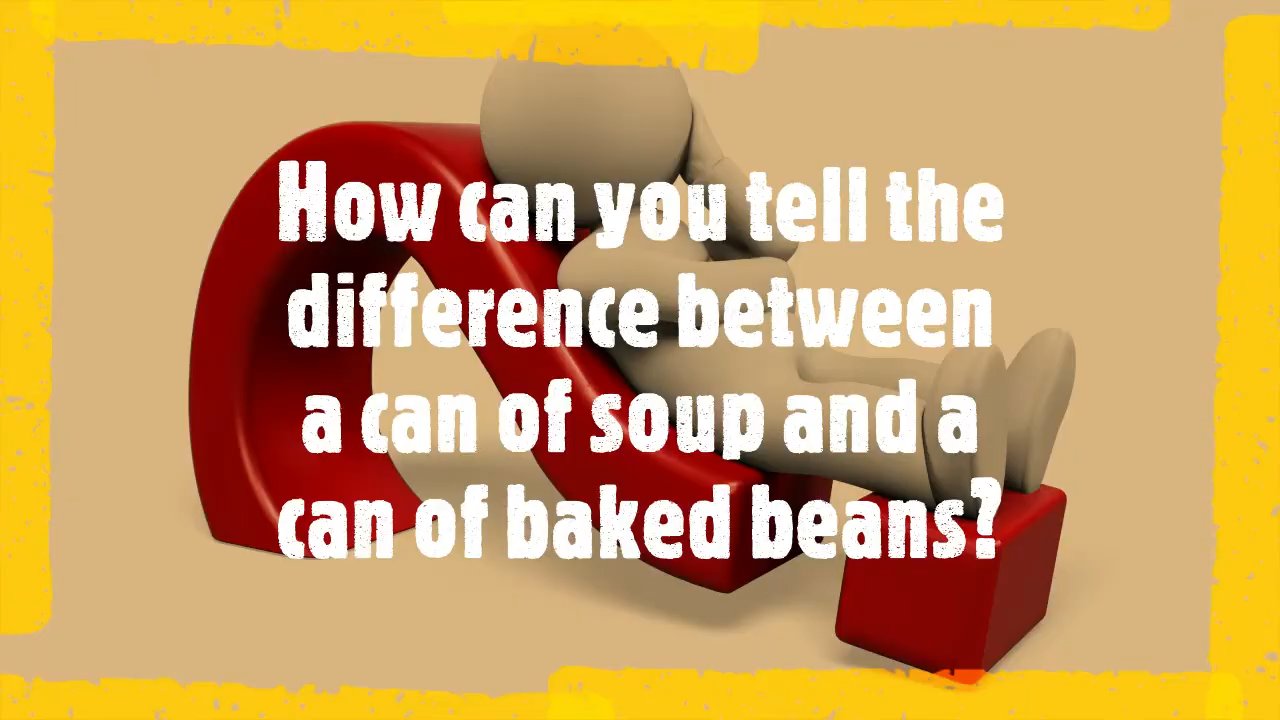 How can you tell the
difference between
a can of soup and a
can of baked beans?